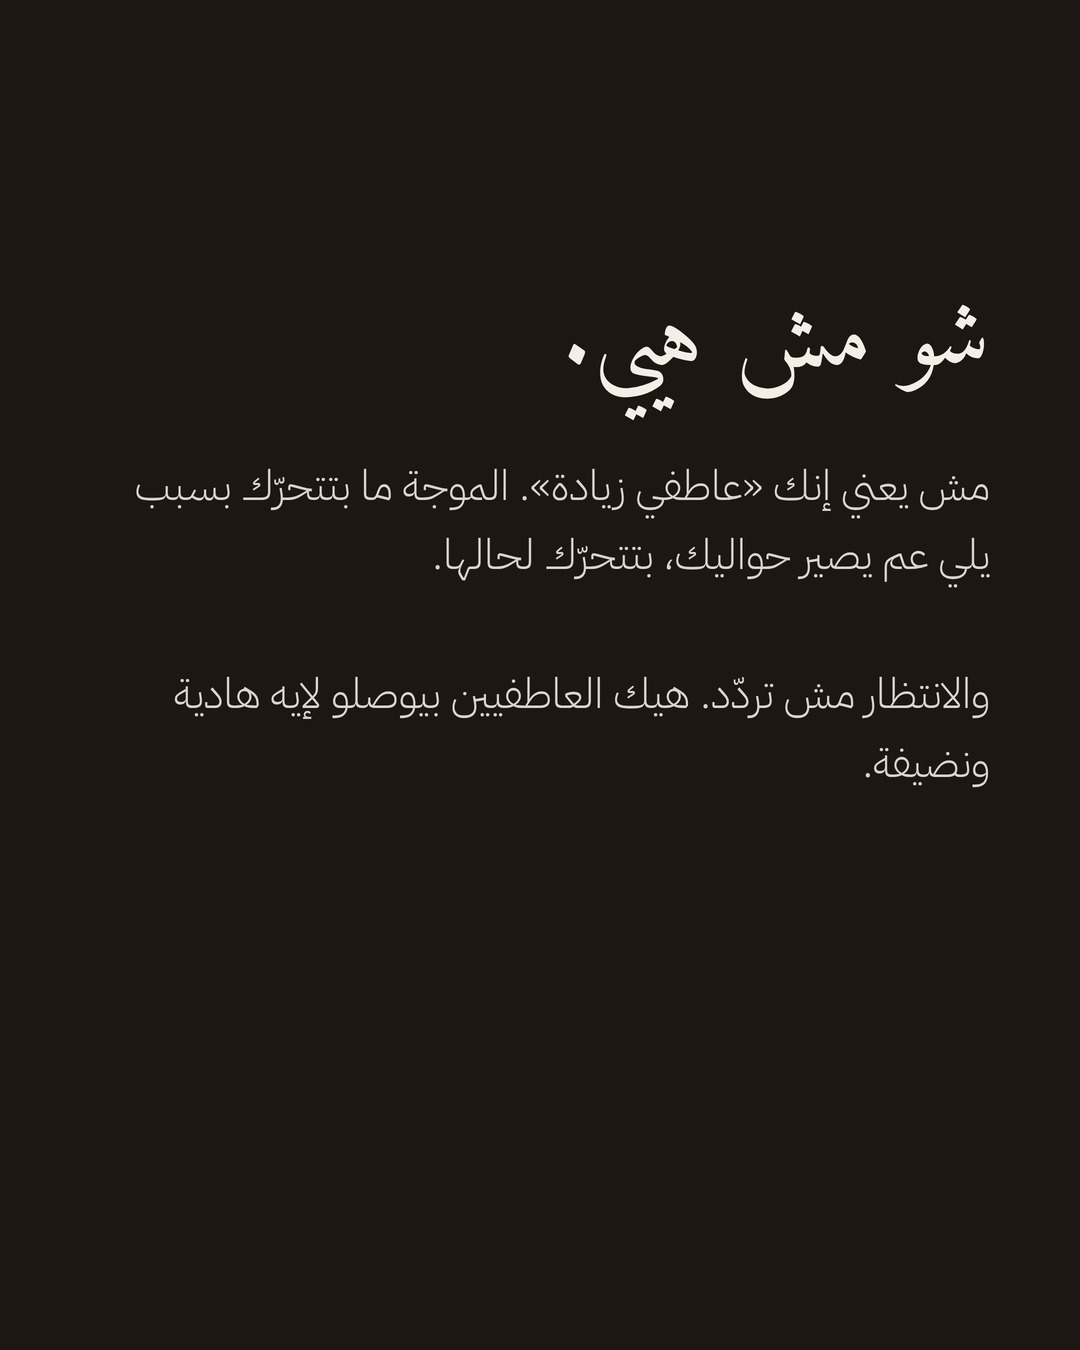 شو مش هيي.
مش يعني إنك «عاطفي زيادة». الموجة ما بتتحرّك بسبب
يلي عم يصير حواليك، بتتحرّك لحالها.
والانتظار مش تردّد. هيك العاطفيين بيوصلو لإيه هادية
ونضيفة.